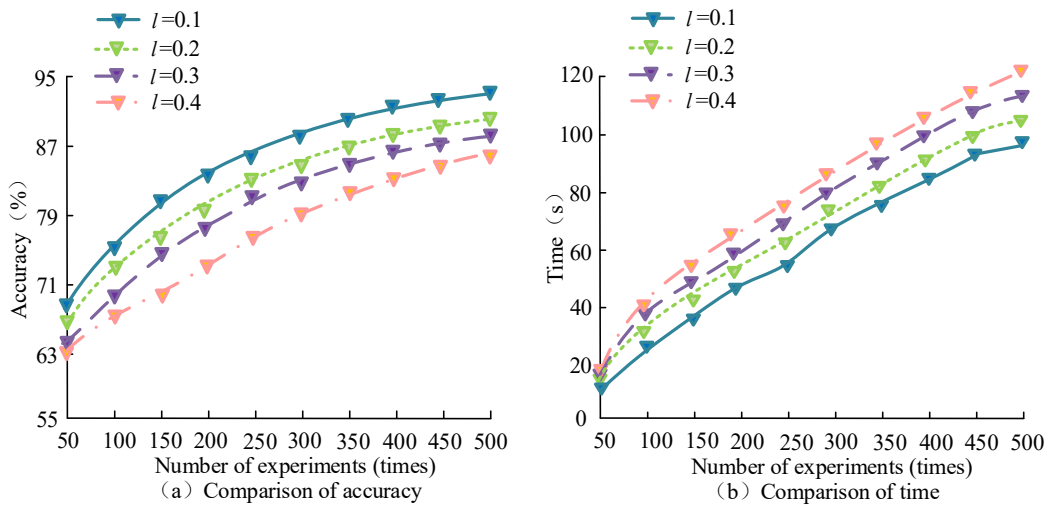 l=0.1
l=0.2
l=0.3
l=0.4
95
87
79
71
63
55
Accuracy（%）
50 100 150 200 250 300 350 400 450 500
Number of experiments (times)
（a）Comparison of accuracy
l=0.1
l=0.2
l=0.3
l=0.4
120
100
80
60
40
20
0
Time（s）
50 100 150 200 250 300 350 400 450 500
Number of experiments (times)
（b）Comparison of time